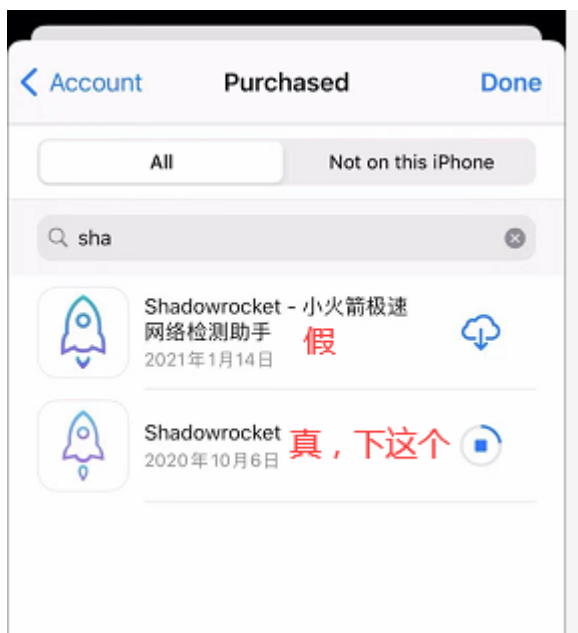 Account Purchased Done
All Not on this iPhone
sha
Shadowrocket - 小火箭极速
网络检测助手 假
2021年1月14日
Shadowrocket 真，下这个
2020年10月6日